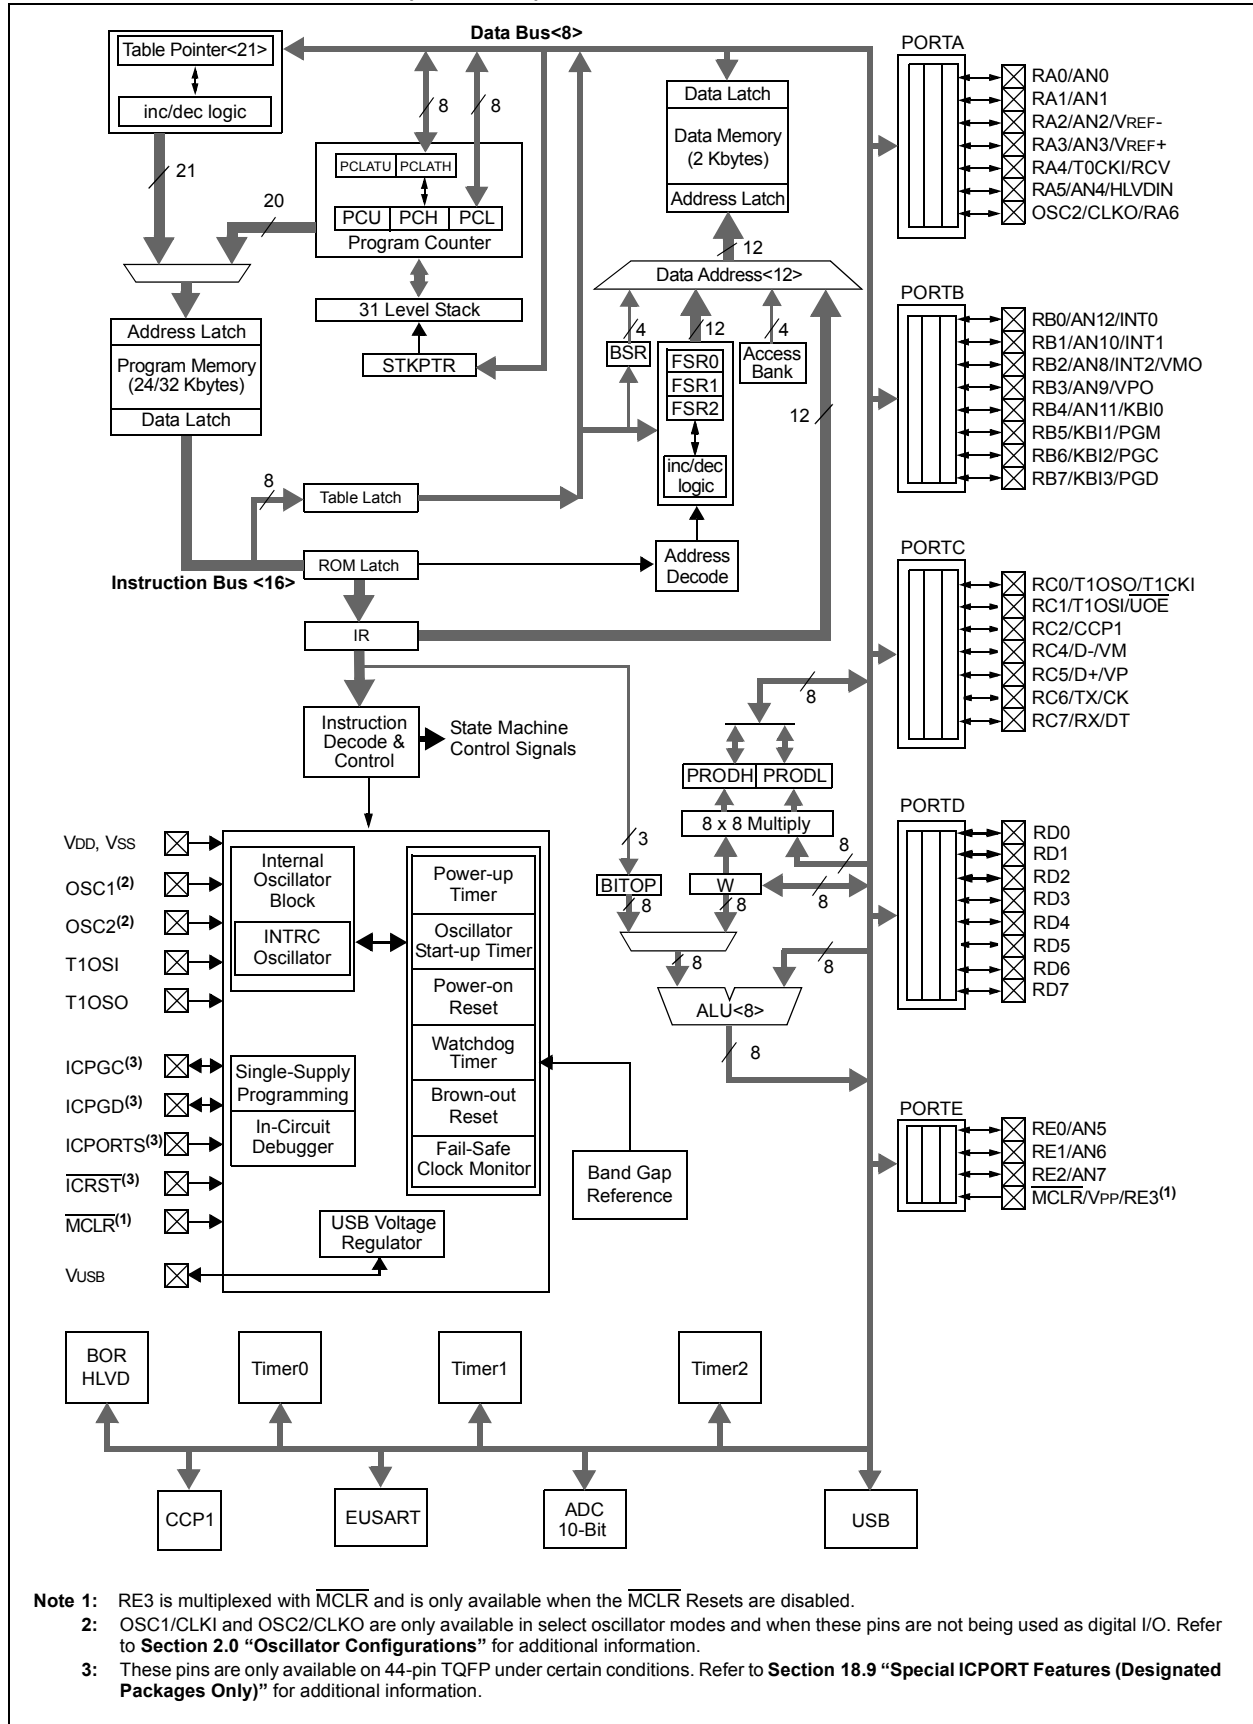 Data Bus<8>
Table Pointer<21>
inc/dec logic
21
20
8
8
PCLATU PCLATH
PCU PCH PCL
Program Counter
31 Level Stack
STKPTR
Address Latch
Program Memory
(24/32 Kbytes)
Data Latch
8
Table Latch
ROM Latch
Instruction Bus <16>
IR
Data Latch
Data Memory
(2 Kbytes)
Address Latch
12
Data Address<12>
4
12
4
BSR
FSR0
FSR1
FSR2
inc/dec
logic
Access
Bank
12
Address
Decode
Instruction
Decode &
Control
State Machine
Control Signals
8
PRODH PRODL
8 x 8 Multiply
8
3
BITOP
W
8
8
8
8
8
ALU<8>
8
VDD, VSS
OSC1(2)
OSC2(2)
T1OSI
T1OSO
ICPGC(3)
ICPGD(3)
ICPORTS(3)
ICRST(3)
MCLR(1)
VUSB
Internal
Oscillator
Block
INTRC
Oscillator
Single-Supply
Programming
In-Circuit
Debugger
Power-up
Timer
Oscillator
Start-up Timer
Power-on
Reset
Watchdog
Timer
Brown-out
Reset
Fail-Safe
Clock Monitor
Band Gap
Reference
USB Voltage
Regulator
PORTA
RA0/AN0
RA1/AN1
RA2/AN2/VREF-
RA3/AN3/VREF+
RA4/T0CKI/RCV
RA5/AN4/HLVDIN
OSC2/CLKO/RA6
PORTB
RB0/AN12/INT0
RB1/AN10/INT1
RB2/AN8/INT2/VMO
RB3/AN9/VPO
RB4/AN11/KBI0
RB5/KBI1/PGM
RB6/KBI2/PGC
RB7/KBI3/PGD
PORTC
RC0/T1OSO/T1CKI
RC1/T1OSI/UOE
RC2/CCP1
RC4/D-/VM
RC5/D+/VP
RC6/TX/CK
RC7/RX/DT
PORTD
RD0
RD1
RD2
RD3
RD4
RD5
RD6
RD7
PORTE
RE0/AN5
RE1/AN6
RE2/AN7
MCLR/VPP/RE3(1)
BOR
HLVD
Timer0
Timer1
Timer2
CCP1
EUSART
ADC
10-Bit
USB
Note 1: RE3 is multiplexed with MCLR and is only available when the MCLR Resets are disabled.
2: OSC1/CLKI and OSC2/CLKO are only available in select oscillator modes and when these pins are not being used as digital I/O. Refer
to Section 2.0 “Oscillator Configurations” for additional information.
3: These pins are only available on 44-pin TQFP under certain conditions. Refer to Section 18.9 “Special ICPORT Features (Designated
Packages Only)” for additional information.